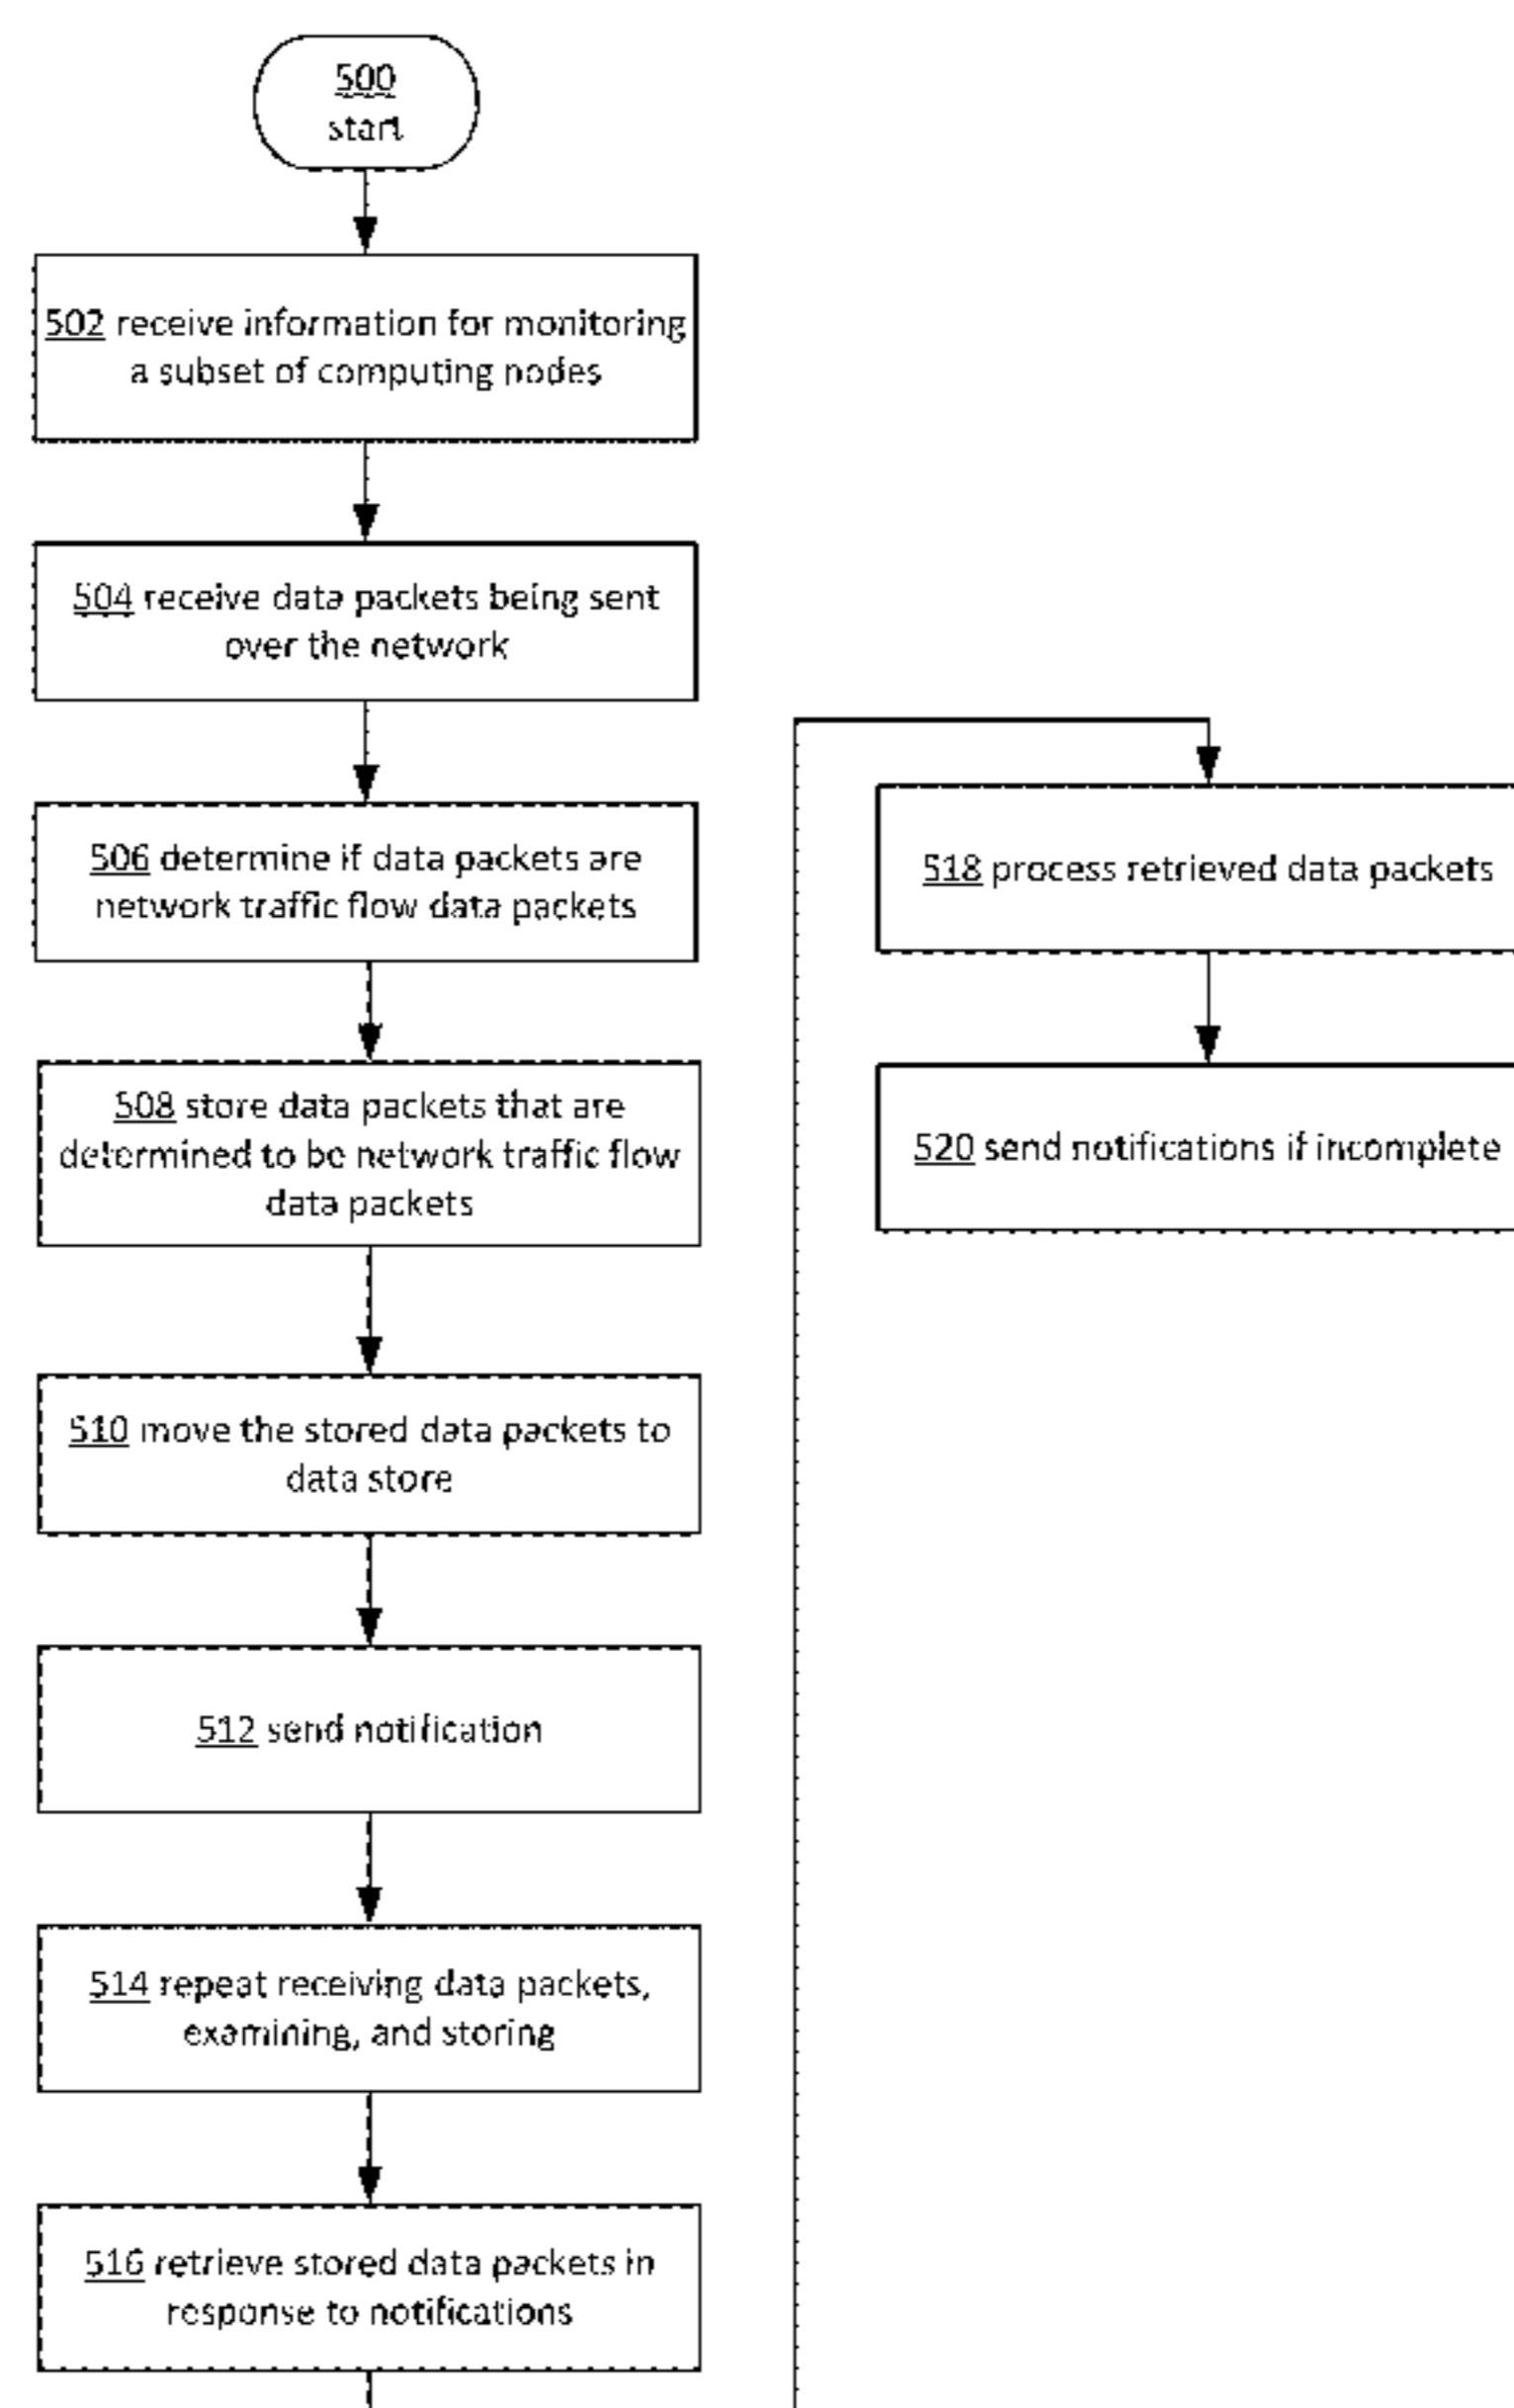 500
start
502 receive information for monitoring
a subset of computing nodes
504 receive data packets being sent
over the network
506 determine if data packets are
network traffic flow data packets
508 store data packets that are
determined to be network traffic flow
data packets
510 move the stored data packets to
data store
512 send notification
514 repeat receiving data packets,
examining, and storing
516 retrieve stored data packets in
response to notifications
518 process retrieved data packets
520 send notifications if incomplete